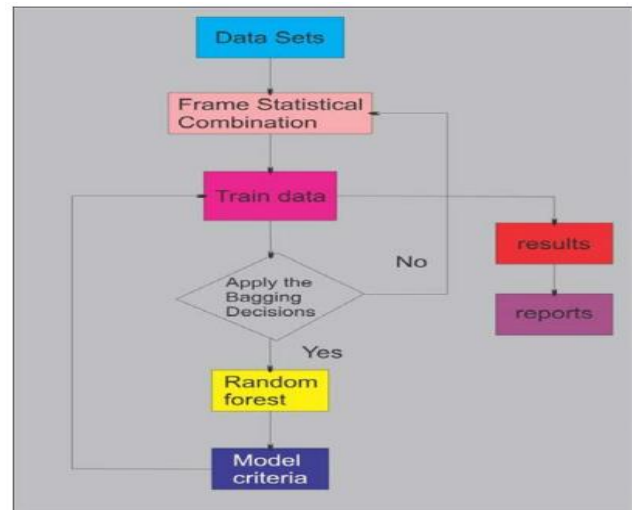 Data Sets
Frame Statistical
Combination
Train data
results
No
Apply the
Bagging
Decisions
reports
Yes
Random
forest
Model
criteria